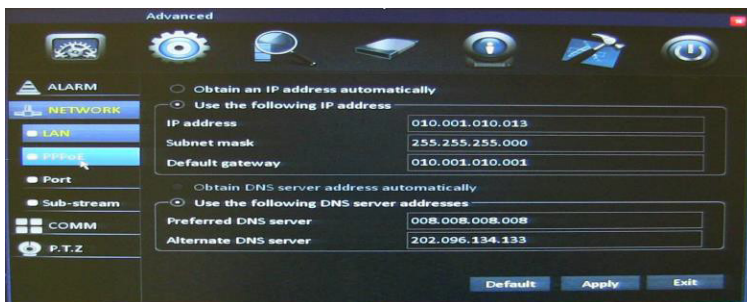 Advanced
ALARM
NETWORK
LAN
PPPoE
Port
Sub-stream
COMM
P.T.Z
Obtain an IP address automatically
Use the following IP address
IP address 010.001.010.013
Subnet mask 255.255.255.000
Default gateway 010.001.010.001
Obtain DNS server address automatically
Use the following DNS server addresses
Preferred DNS server 008.008.008.008
Alternate DNS server 202.096.134.133
Default Apply Exit